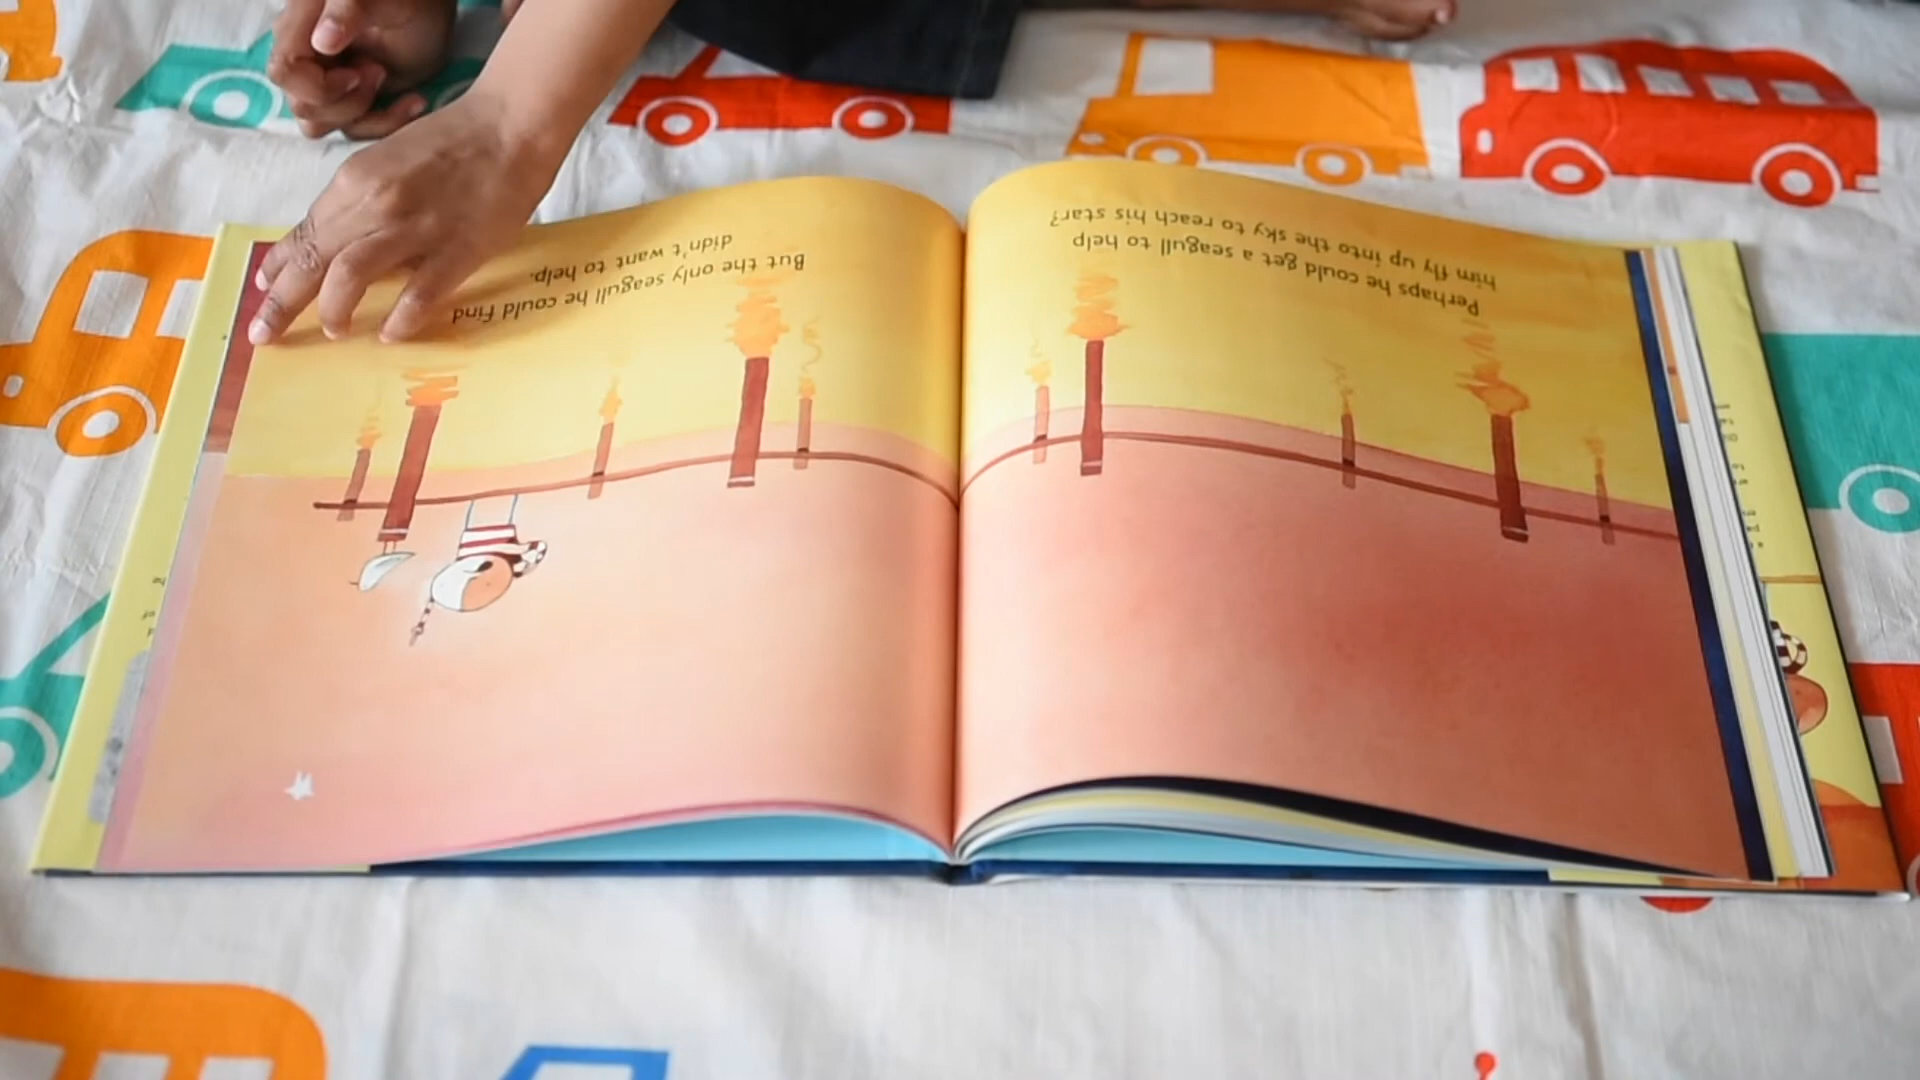 Perhaps he could get a seagull to help
him fly up into the sky to reach his star?
But the only seagull he could find
didn't want to help.